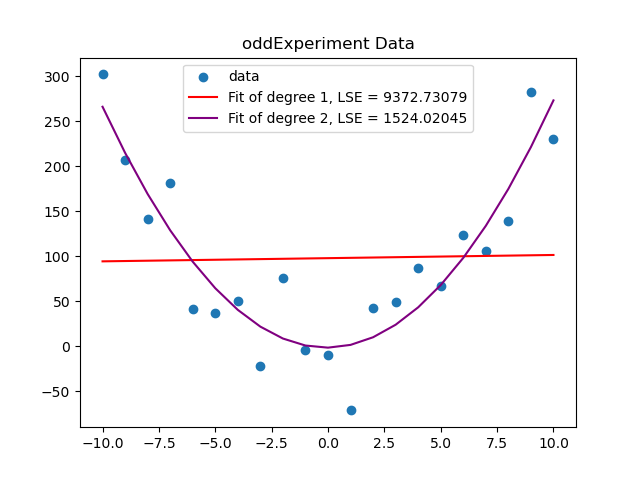 oddExperiment Data
data
Fit of degree 1, LSE = 9372.73079
Fit of degree 2, LSE = 1524.02045
300
250
200
150
100
50
0
−50
−10.0 −7.5 −5.0 −2.5 0.0 2.5 5.0 7.5 10.0